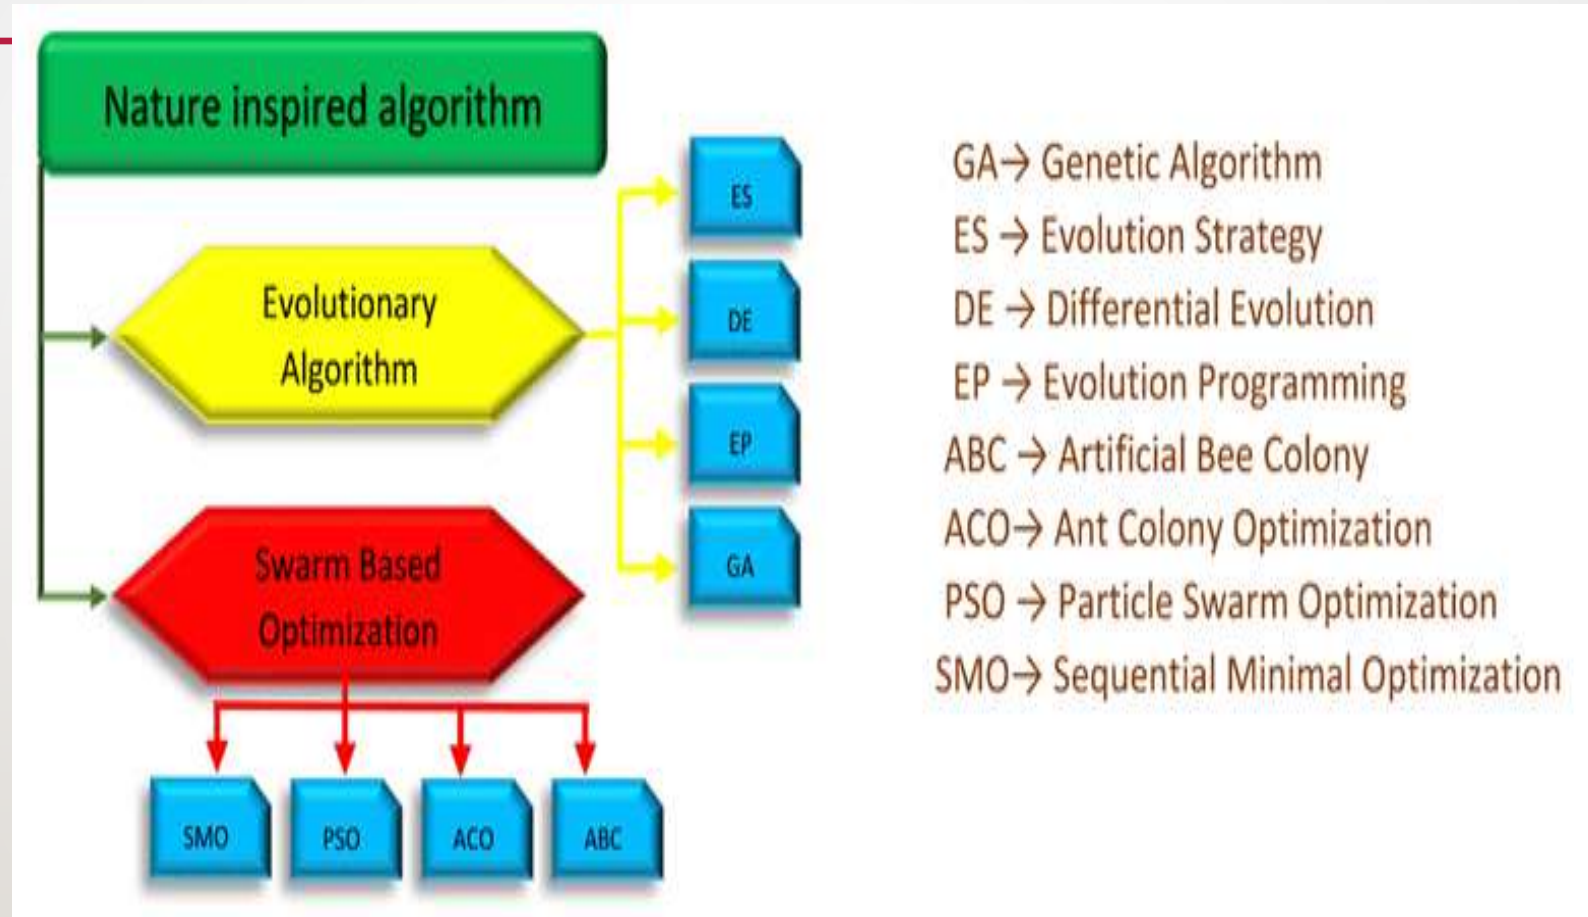 Nature inspired algorithm
Evolutionary
Algorithm
Swarm Based
Optimization
ES
DE
EP
GA
SMO
PSO
ACO
ABC
GA→ Genetic Algorithm
ES → Evolution Strategy
DE → Differential Evolution
EP → Evolution Programming
ABC → Artificial Bee Colony
ACO→ Ant Colony Optimization
PSO → Particle Swarm Optimization
SMO→ Sequential Minimal Optimization